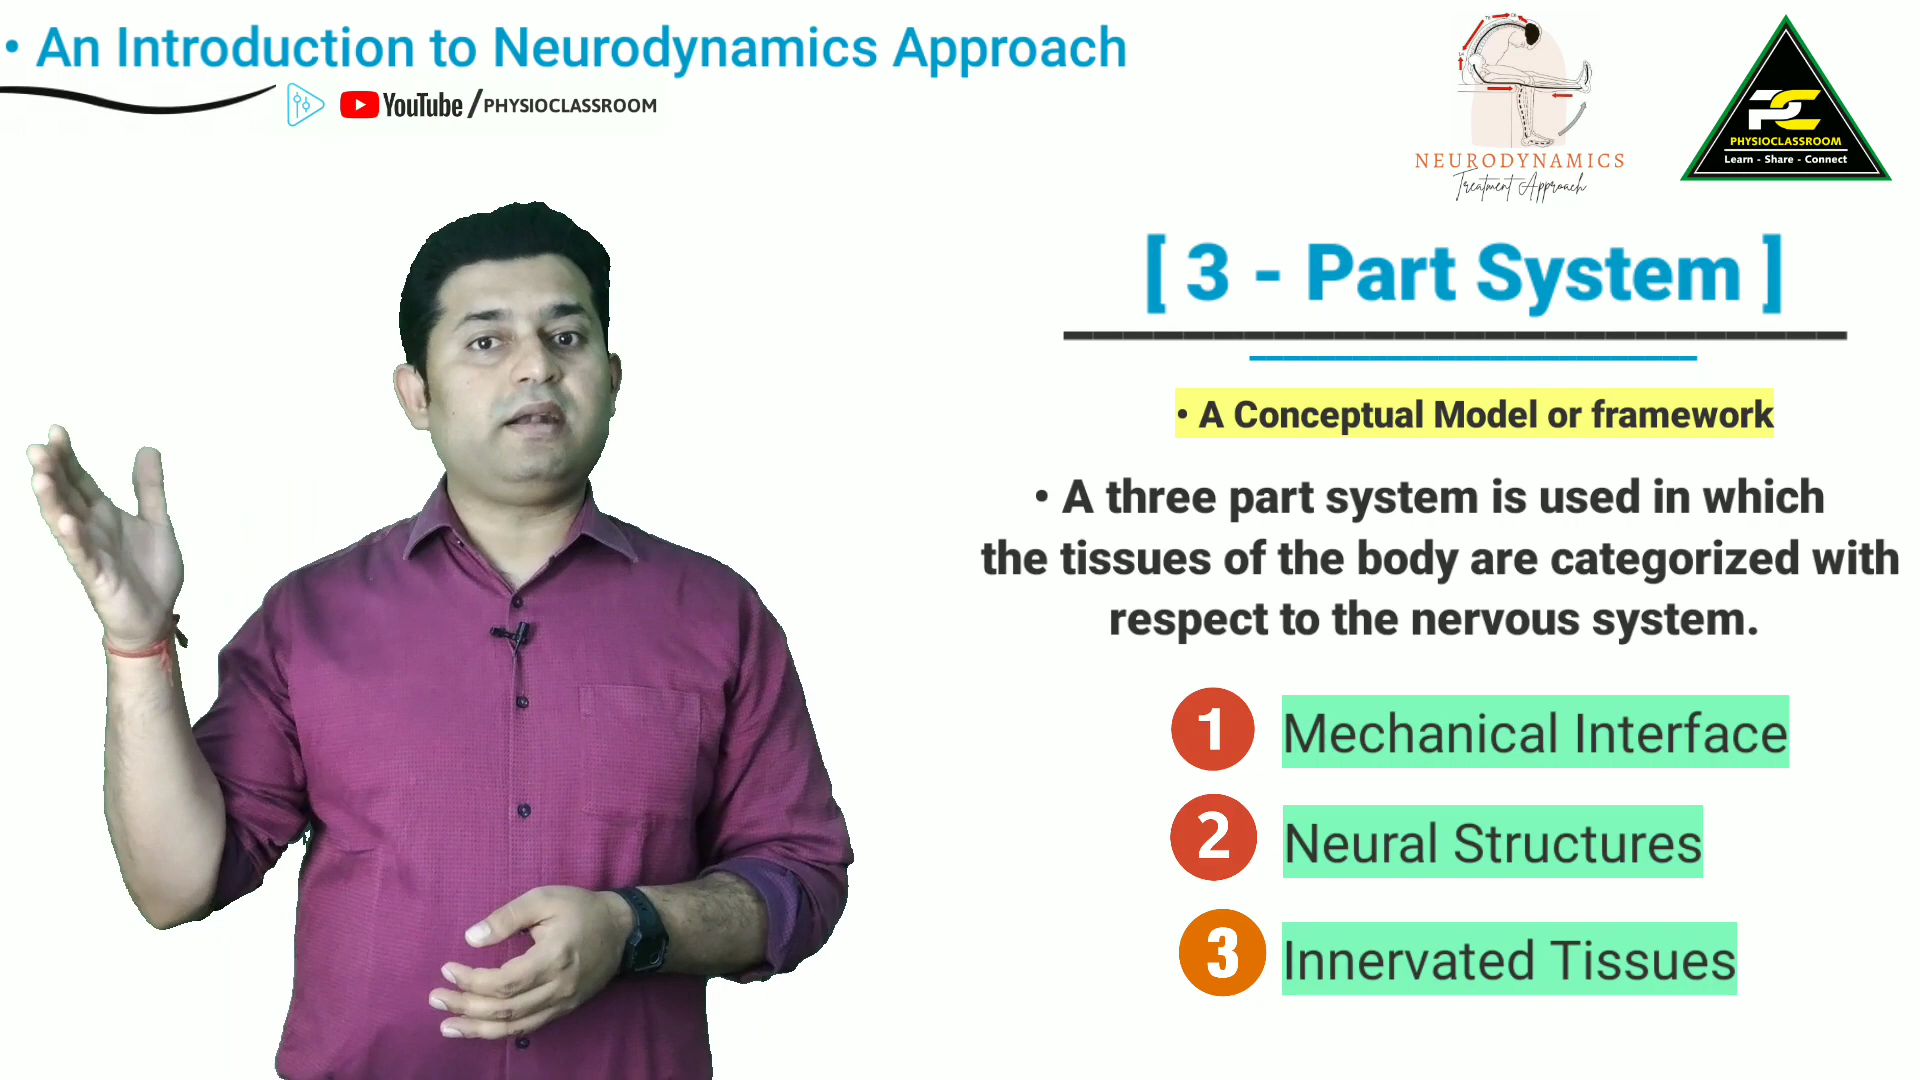 • An Introduction to Neurodynamics Approach
YouTube / PHYSIOCLASSROOM
NEURODYNAMICS
Treatment Approach
PC
PHYSIOCLASSROOM
Learn - Share - Connect
[ 3 - Part System ]
• A Conceptual Model or framework
• A three part system is used in which
the tissues of the body are categorized with
respect to the nervous system.
1 Mechanical Interface
2 Neural Structures
3 Innervated Tissues